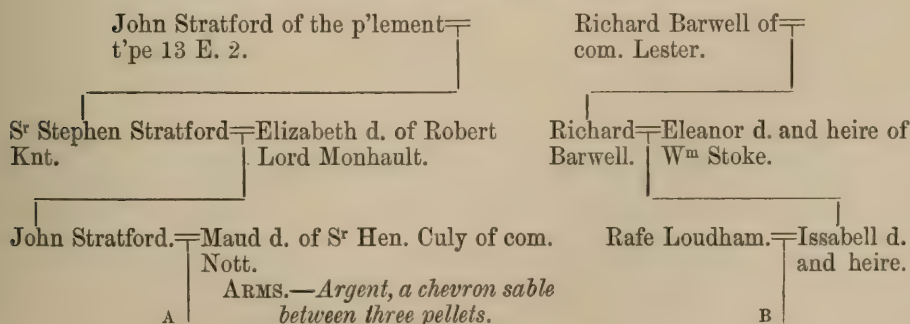 John Stratford of the p'lement
t'pe 13 E. 2.
Richard Barwell of
com. Lester.
Sr Stephen Stratford
Knt.
Elizabeth d. of Robert
Lord Monhault.
Richard
Barwell.
Eleanor d. and heire of
Wm Stoke.
John Stratford.
Maud d. of Sr Hen. Culy of com.
Nott.
ARMS.—Argent, a chevron sable
between three pellets.
Rafe Loudham.
Issabell d.
and heire.
A
B